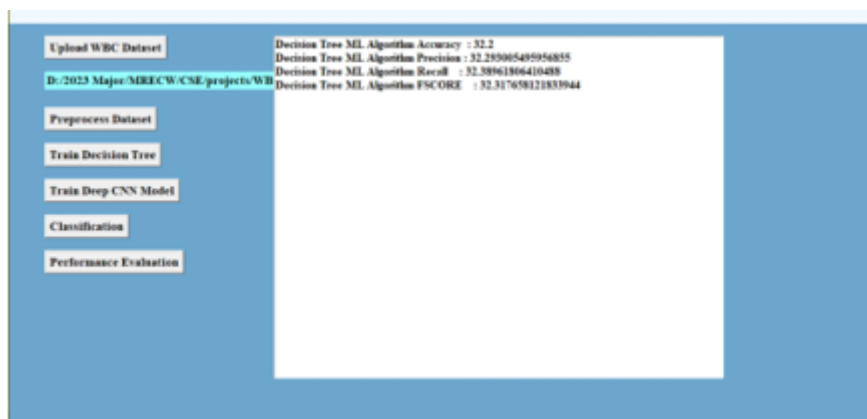 Upload WBC Dataset
D:/2023 Major/MRECW/CSE/projects/WB
Preprocess Dataset
Train Decision Tree
Train Deep CNN Model
Classification
Performance Evaluation
Decision Tree ML Algorithm Accuracy : 32.2
Decision Tree ML Algorithm Precision : 32.293005495956855
Decision Tree ML Algorithm Recall : 32.38961806410488
Decision Tree ML Algorithm FSCORE : 32.317658121833944